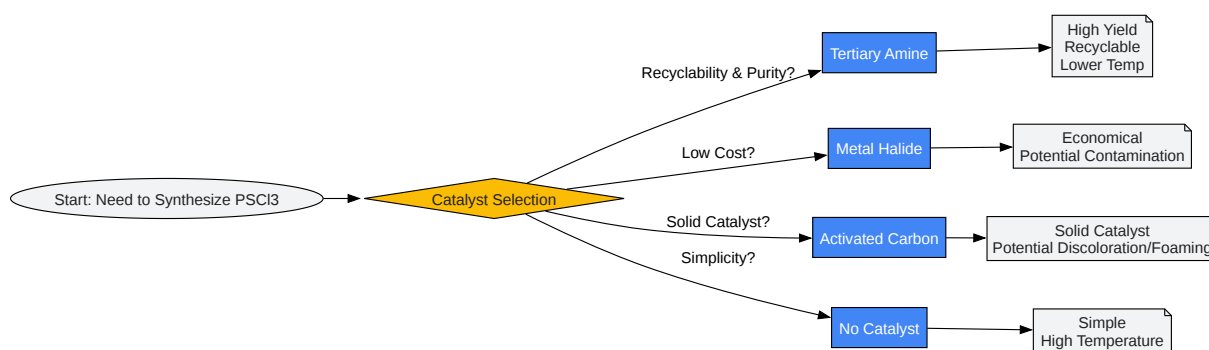 Start: Need to Synthesize PSCl3
Catalyst Selection
Recyclability & Purity?
Tertiary Amine
High Yield
Recyclable
Lower Temp
Low Cost?
Metal Halide
Economical
Potential Contamination
Solid Catalyst?
Activated Carbon
Solid Catalyst
Potential Discoloration/Foaming
Simplicity?
No Catalyst
Simple
High Temperature